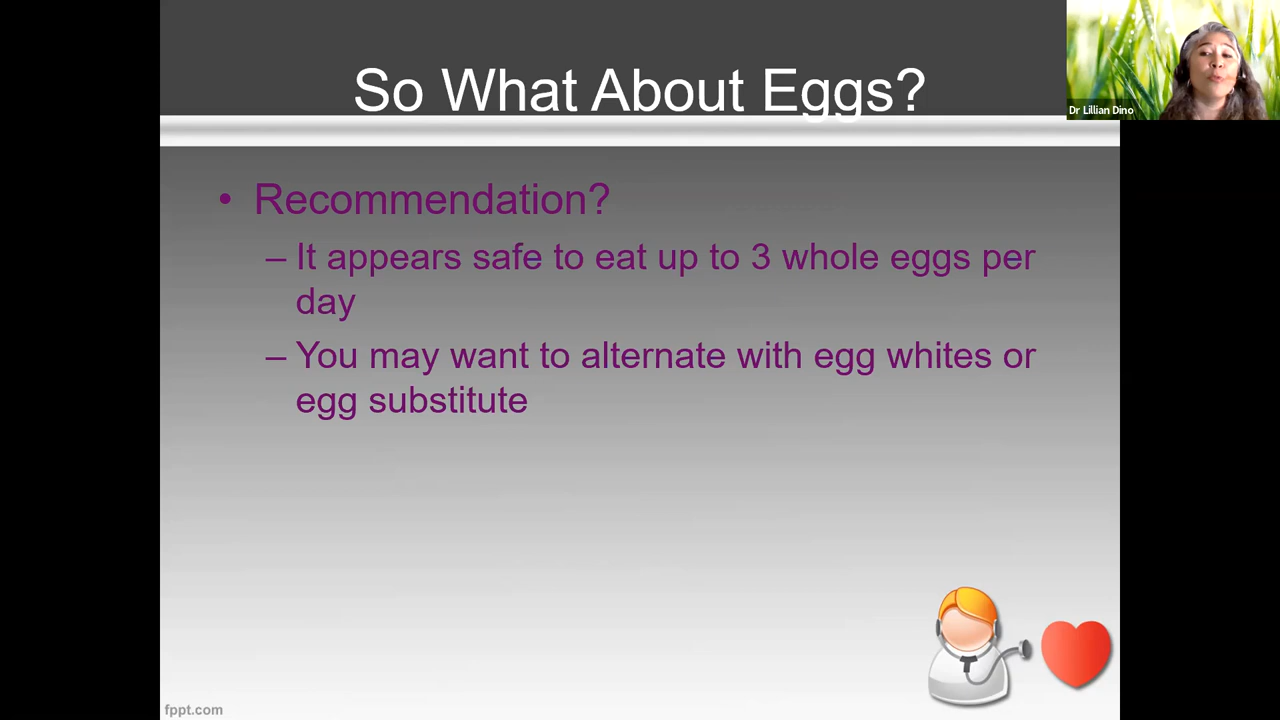 So What About Eggs?
Dr Lillian Dino
• Recommendation?
– It appears safe to eat up to 3 whole eggs per
day
– You may want to alternate with egg whites or
egg substitute
fppt.com